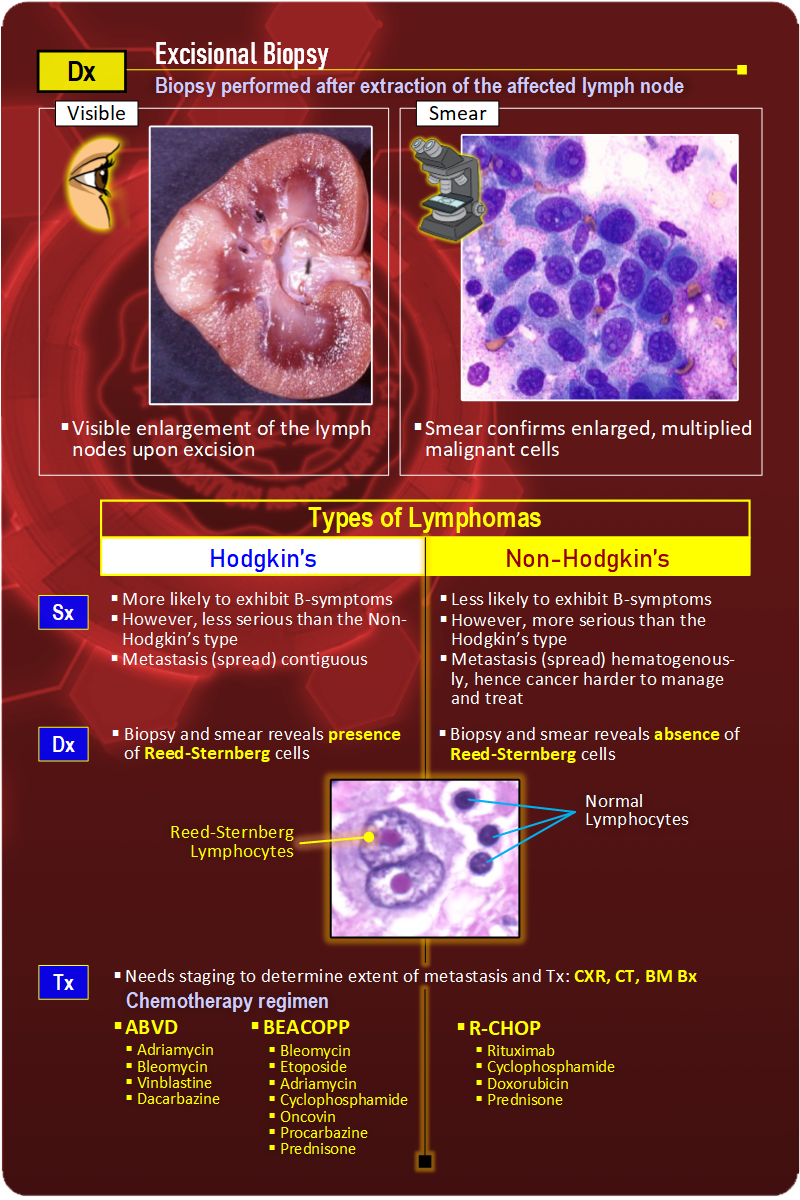 Dx
Excisional Biopsy
Biopsy performed after extraction of the affected lymph node
Visible
▪ Visible enlargement of the lymph
nodes upon excision
Smear
▪ Smear confirms enlarged, multiplied
malignant cells
Types of Lymphomas
Hodgkin's
Non-Hodgkin's
Sx
▪ More likely to exhibit B-symptoms
▪ However, less serious than the Non-
Hodgkin's type
▪ Metastasis (spread) contiguous
▪ Less likely to exhibit B-symptoms
▪ However, more serious than the
Hodgkin's type
▪ Metastasis (spread) hematogenous-
ly, hence cancer harder to manage
and treat
Dx
▪ Biopsy and smear reveals presence
of Reed-Sternberg cells
▪ Biopsy and smear reveals absence of
Reed-Sternberg cells
Reed-Sternberg
Lymphocytes
Normal
Lymphocytes
Tx
▪ Needs staging to determine extent of metastasis and Tx: CXR, CT, BM Bx
Chemotherapy regimen
▪ ABVD
▪ Adriamycin
▪ Bleomycin
▪ Vinblastine
▪ Dacarbazine
▪ BEACOPP
▪ Bleomycin
▪ Etoposide
▪ Adriamycin
▪ Cyclophosphamide
▪ Oncovin
▪ Procarbazine
▪ Prednisone
▪ R-CHOP
▪ Rituximab
▪ Cyclophosphamide
▪ Doxorubicin
▪ Prednisone